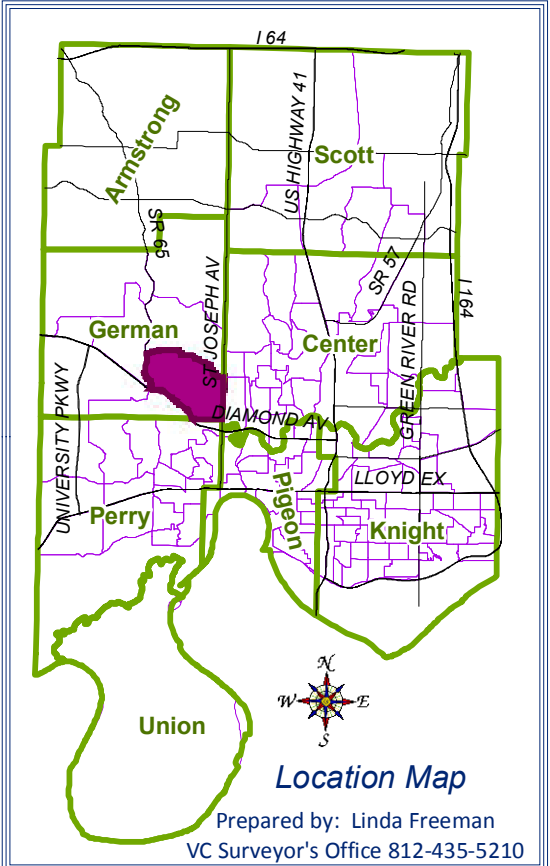 I 64
Armstrong
US HIGHWAY 41
Scott
SR 65
ST JOSEPH AV
SR 57
GREEN RIVER RD
I 164
German
Center
UNIVERSITY PKWY
DIAMOND AV
LLOYD EX
Perry
Pigeon
Knight
N
W
E
S
Union
Location Map
Prepared by: Linda Freeman
VC Surveyor's Office 812-435-5210